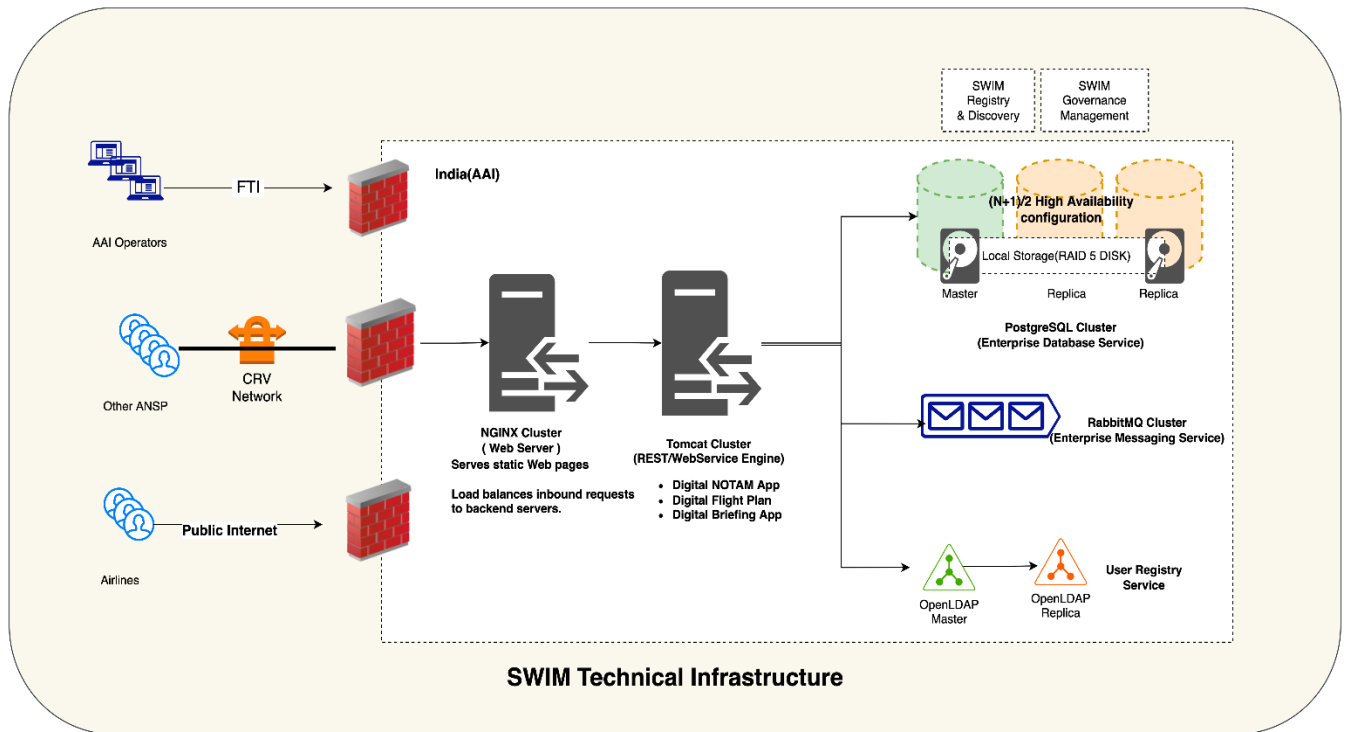 SWIM
Registry
& Discovery
SWIM
Governance
Management
India(AAI)
FTI
AAI Operators
(N+1)/2 High Availability
configuration
Local Storage(RAID 5 DISK)
Master
Replica
Replica
PostgreSQL Cluster
(Enterprise Database Service)
CRV
Network
Other ANSP
NGINX Cluster
( Web Server )
Serves static Web pages
Load balances inbound requests
to backend servers.
Tomcat Cluster
(REST/WebService Engine)
• Digital NOTAM App
• Digital Flight Plan
• Digital Briefing App
RabbitMQ Cluster
(Enterprise Messaging Service)
Public Internet
Airlines
OpenLDAP
Master
OpenLDAP
Replica
User Registry
Service
SWIM Technical Infrastructure